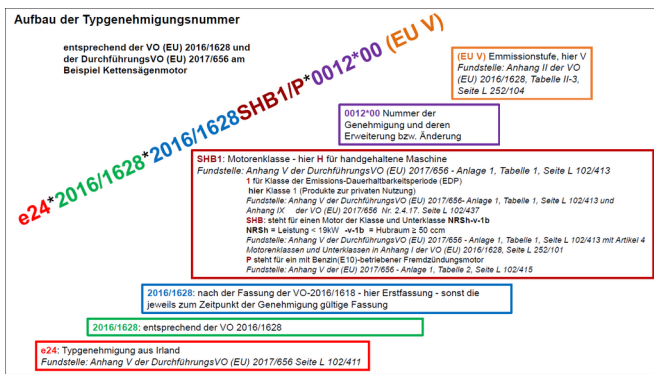 Aufbau der Typgenehmigungsnummer
entsprechend der VO (EU) 2016/1628 und
der DurchführungsVO (EU) 2017/656 am
Beispiel Kettensägenmotor
e24*2016/1628*2016/1628SHB1/P*0012*00 (EU V)
(EU V) Emmissionstufe, hier V
Fundstelle: Anhang II der VO
(EU) 2016/1628, Tabelle II-3,
Seite L 252/104
0012*00 Nummer der
Genehmigung und deren
Erweiterung bzw. Änderung
SHB1: Motorenklasse - hier H für handgehaltene Maschine
Fundstelle: Anhang V der DurchführungsVO (EU) 2017/656 - Anlage 1, Tabelle 1, Seite L 102/413
1 für Klasse der Emissions-Dauerhaltbarkeitsperiode (EDP)
hier Klasse 1 (Produkte zur privaten Nutzung)
Fundstelle: Anhang V der DurchführungsVO (EU) 2017/656- Anlage 1, Tabelle 1, Seite L 102/413 und
Anhang IX der VO (EU) 2017/656 Nr. 2.4.17. Seite L 102/437
SHB: steht für einen Motor der Klasse und Unterklasse NRSh-v-1b
NRSh = Leistung < 19kW -v-1b = Hubraum ≥ 50 ccm
Fundstelle: Anhang V der DurchführungsVO (EU) 2017/656 - Anlage 1, Tabelle 1, Seite L 102/413 mit Artikel 4
Motorenklassen und Unterklassen in Anhang I der VO (EU) 2016/1628, Seite L 252/101
P steht für ein mit Benzin(E10)-betriebener Fremdzündungsmotor
Fundstelle: Anhang V der (EU) 2017/656 - Anlage 1, Tabelle 2, Seite L 102/415
2016/1628: nach der Fassung der VO-2016/1618 - hier Erstfassung - sonst die
jeweils zum Zeitpunkt der Genehmigung gültige Fassung
2016/1628: entsprechend der VO 2016/1628
e24: Typgenehmigung aus Irland
Fundstelle: Anhang V der DurchführungsVO (EU) 2017/656 Seite L 102/411